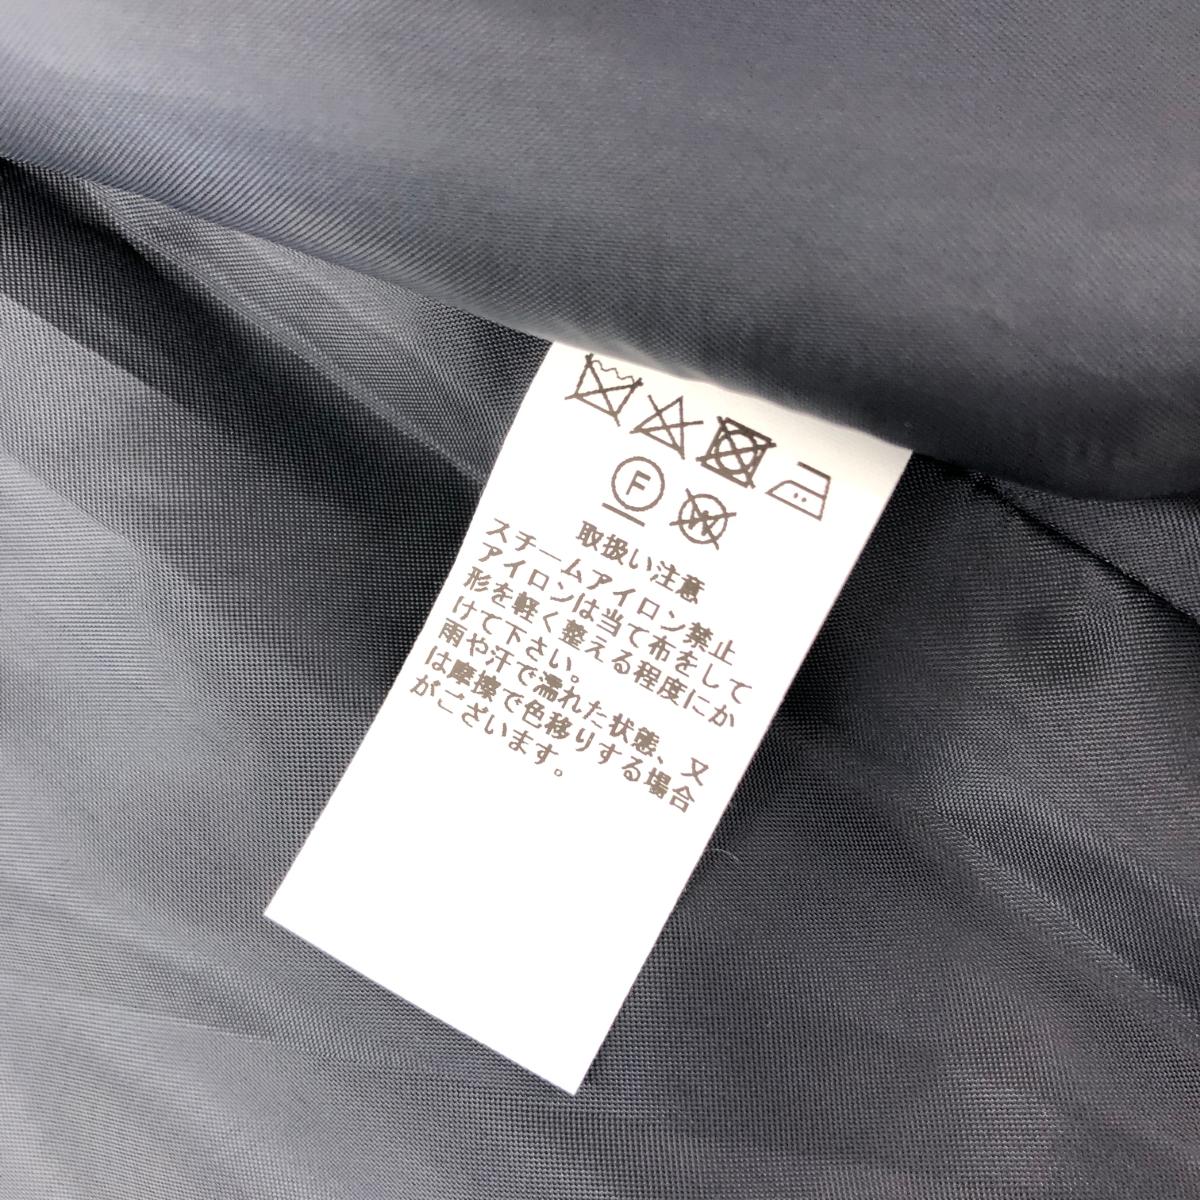 F W
取扱い注意
スチームアイロン禁止
アイロンは当て布をして
形を軽く整える程度にか
けて下さい。
雨や汗で濡れた状態、又
は摩擦で色移りする場合
がございます。